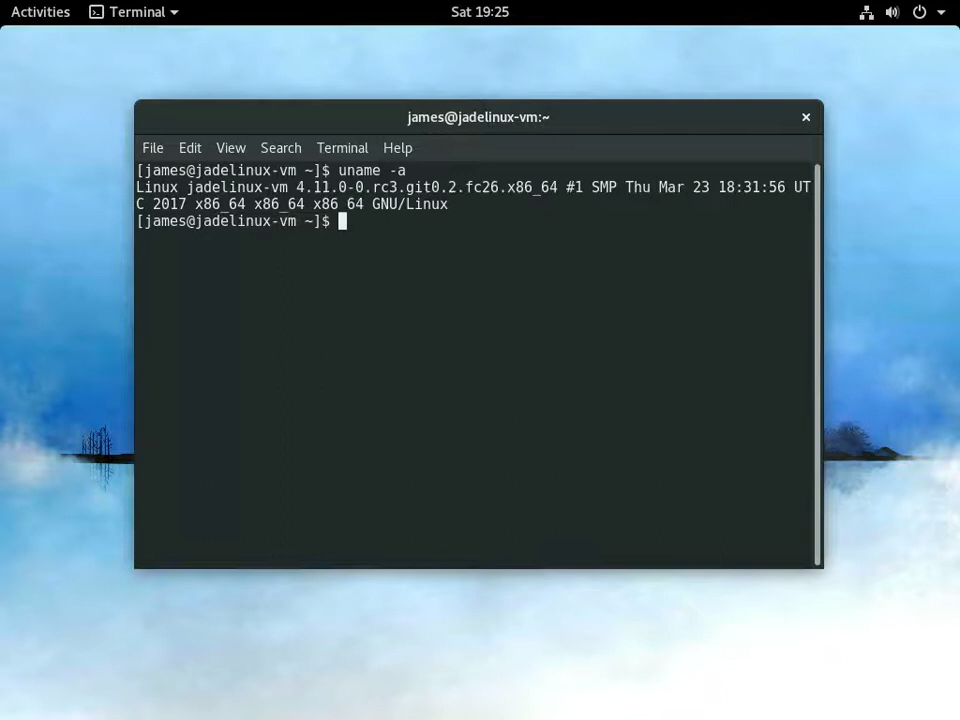 Activities Terminal Sat 19:25
james@jadelinux-vm:~ ×
File Edit View Search Terminal Help
[james@jadelinux-vm ~]$ uname -a
Linux jadelinux-vm 4.11.0-0.rc3.git0.2.fc26.x86_64 #1 SMP Thu Mar 23 18:31:56 UT
C 2017 x86_64 x86_64 x86_64 GNU/Linux
[james@jadelinux-vm ~]$